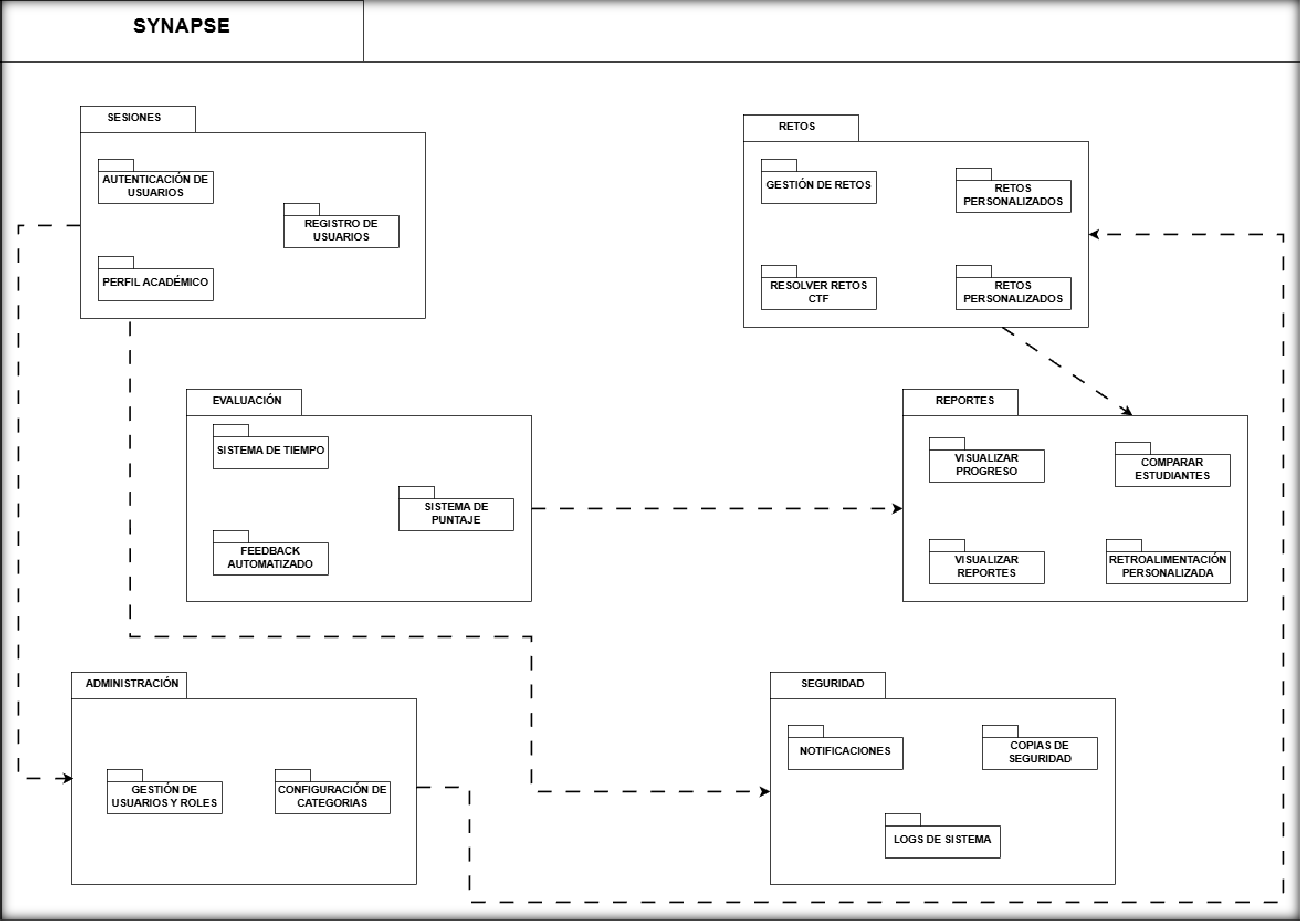 SYNAPSE
SESIONES
AUTENTICACIÓN DE
USUARIOS
REGISTRO DE
USUARIOS
PERFIL ACADÉMICO
RETOS
GESTIÓN DE RETOS
RETOS
PERSONALIZADOS
RESOLVER RETOS
CTF
RETOS
PERSONALIZADOS
EVALUACIÓN
SISTEMA DE TIEMPO
SISTEMA DE
PUNTAJE
FEEDBACK
AUTOMATIZADO
REPORTES
VISUALIZAR
PROGRESO
COMPARAR
ESTUDIANTES
VISUALIZAR
REPORTES
RETROALIMENTACIÓN
PERSONALIZADA
ADMINISTRACIÓN
GESTIÓN DE
USUARIOS Y ROLES
CONFIGURACIÓN DE
CATEGORIAS
SEGURIDAD
NOTIFICACIONES
COPIAS DE
SEGURIDAD
LOGS DE SISTEMA